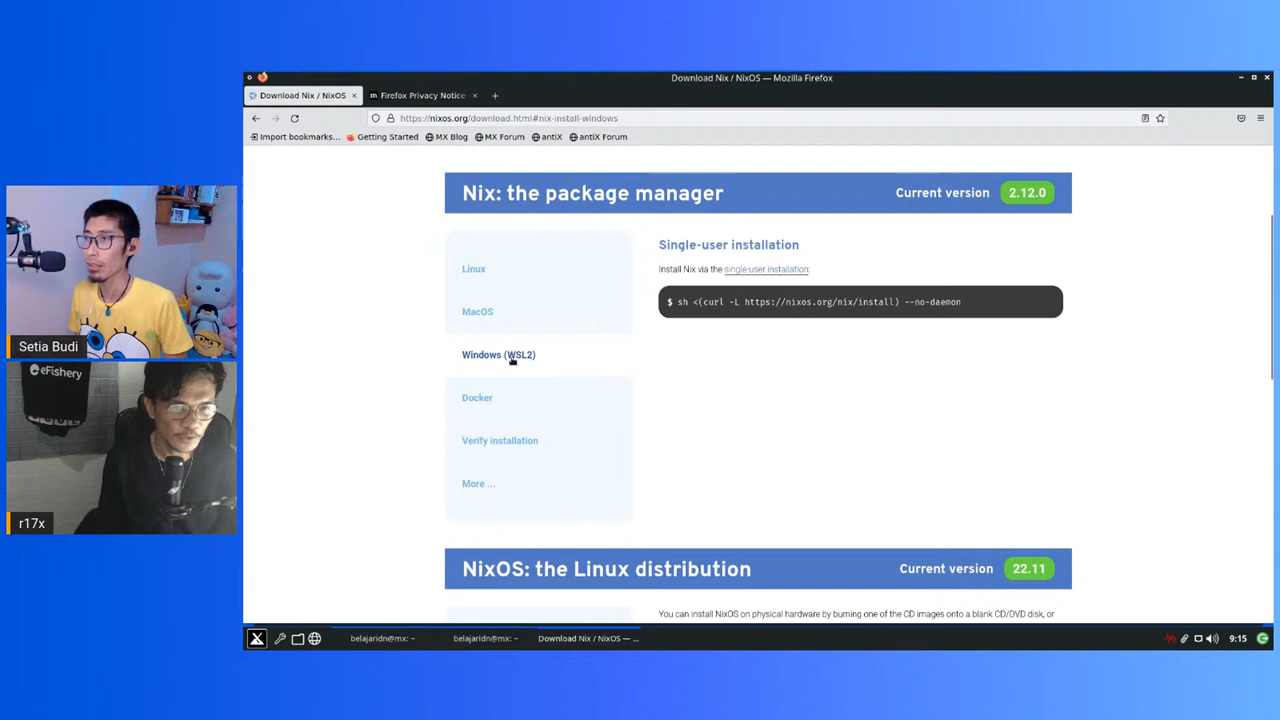 Download Nix / NixOS — Mozilla Firefox
Download Nix / NixOS
Firefox Privacy Notice
https://nixos.org/download.html#nix-install-windows
Import bookmarks... Getting Started MX Blog MX Forum antiX antiX Forum
Nix: the package manager
Current version 2.12.0
Linux
MacOS
Windows (WSL2)
Docker
Verify installation
More ...
Single-user installation
Install Nix via the single-user installation:
$ sh <(curl -L https://nixos.org/nix/install) --no-daemon
NixOS: the Linux distribution
Current version 22.11
You can install NixOS on physical hardware by burning one of the CD images onto a blank CD/DVD disk, or
belajaridn@mx: ~
belajaridn@mx: ~
Download Nix / NixOS — ...
9:15
eFishery
Setia Budi
r17x